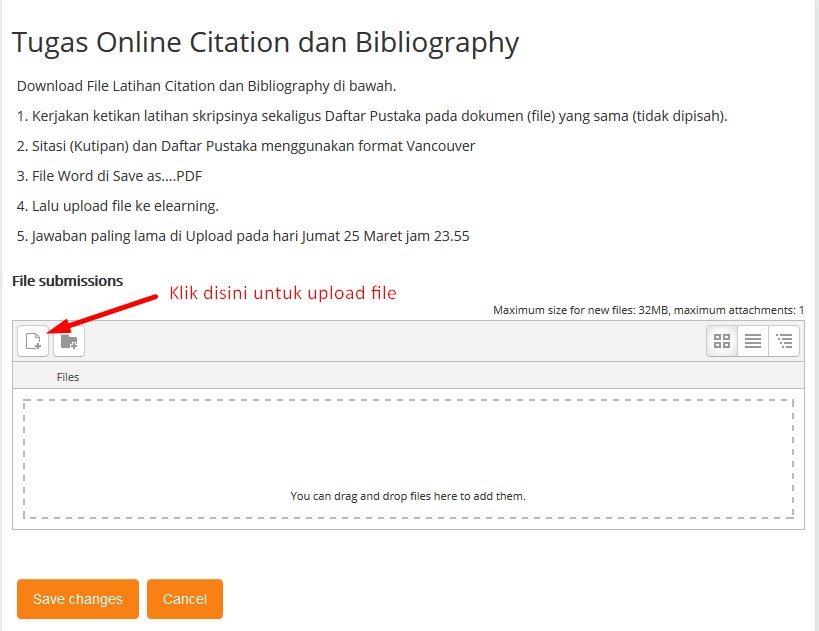 Tugas Online Citation dan Bibliography
Download File Latihan Citation dan Bibliography di bawah.
1. Kerjakan ketikan latihan skripsinya sekaligus Daftar Pustaka pada dokumen (file) yang sama (tidak dipisah).
2. Sitasi (Kutipan) dan Daftar Pustaka menggunakan format Vancouver
3. File Word di Save as....PDF
4. Lalu upload file ke elearning.
5. Jawaban paling lama di Upload pada hari Jumat 25 Maret jam 23.55
File submissions
Klik disini untuk upload file
Maximum size for new files: 32MB, maximum attachments: 1
Files
You can drag and drop files here to add them.
Save changes
Cancel